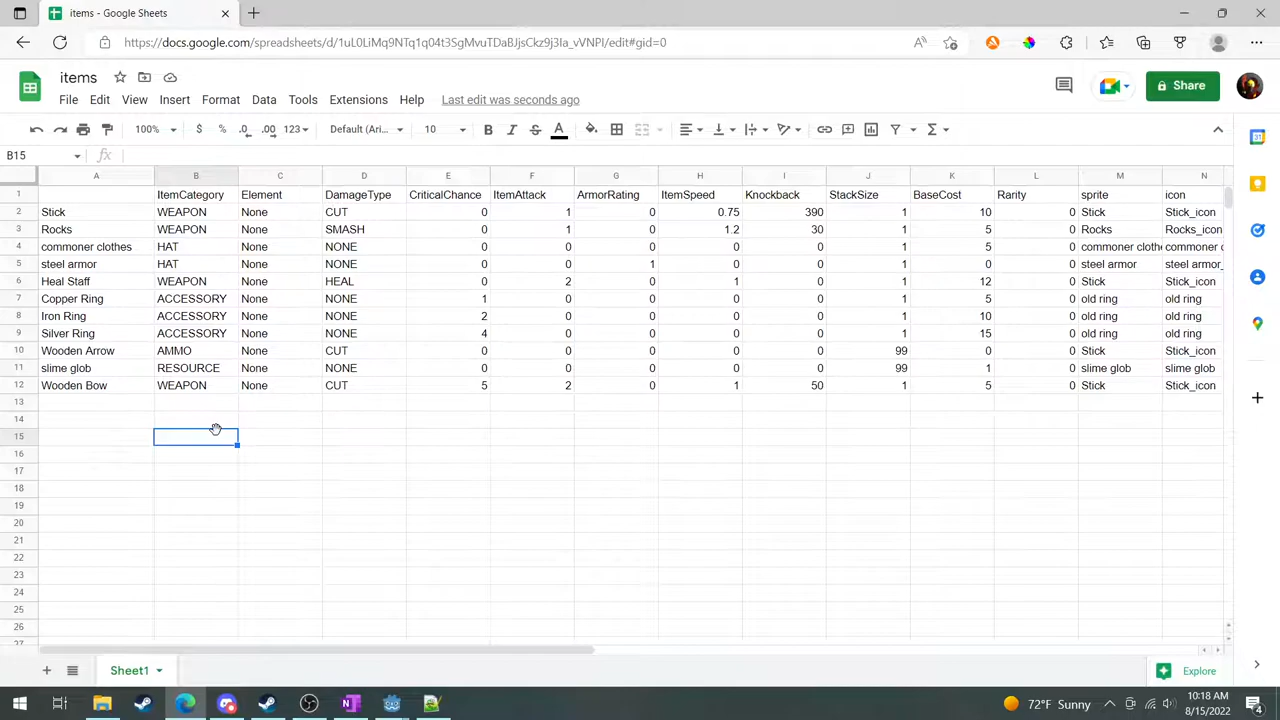 items - Google Sheets
https://docs.google.com/spreadsheets/d/1uL0LiMq9NTq1q04t3SgMvuTDaBJjsCkz9j3Ia_vVNPI/edit#gid=0
items
File Edit View Insert Format Data Tools Extensions Help Last edit was seconds ago
Share
100% $ % .0 .00 123 Default (Ari... 10 B I S A
B15 fx
A B C D E F G H I J K L M N
1 ItemCategory Element DamageType CriticalChance ItemAttack ArmorRating ItemSpeed Knockback StackSize BaseCost Rarity sprite icon
2 Stick WEAPON None CUT 0 1 0 0.75 390 1 10 0 Stick Stick_icon
3 Rocks WEAPON None SMASH 0 1 0 1.2 30 1 5 0 Rocks Rocks_icon
4 commoner clothes HAT None NONE 0 0 0 0 0 1 5 0 commoner cloth commoner c
5 steel armor HAT None NONE 0 0 1 0 0 1 0 0 steel armor steel armor_
6 Heal Staff WEAPON None HEAL 0 2 0 1 0 1 12 0 Stick Stick_icon
7 Copper Ring ACCESSORY None NONE 1 0 0 0 0 1 5 0 old ring old ring
8 Iron Ring ACCESSORY None NONE 2 0 0 0 0 1 10 0 old ring old ring
9 Silver Ring ACCESSORY None NONE 4 0 0 0 0 1 15 0 old ring old ring
10 Wooden Arrow AMMO None CUT 0 0 0 0 0 99 0 0 Stick Stick_icon
11 slime glob RESOURCE None NONE 0 0 0 0 0 99 1 0 slime glob slime glob
12 Wooden Bow WEAPON None CUT 5 2 0 1 50 1 5 0 Stick Stick_icon
13
14
15
16
17
18
19
20
21
22
23
24
25
26
27
Sheet1
Explore
72°F Sunny
10:18 AM
8/15/2022
4